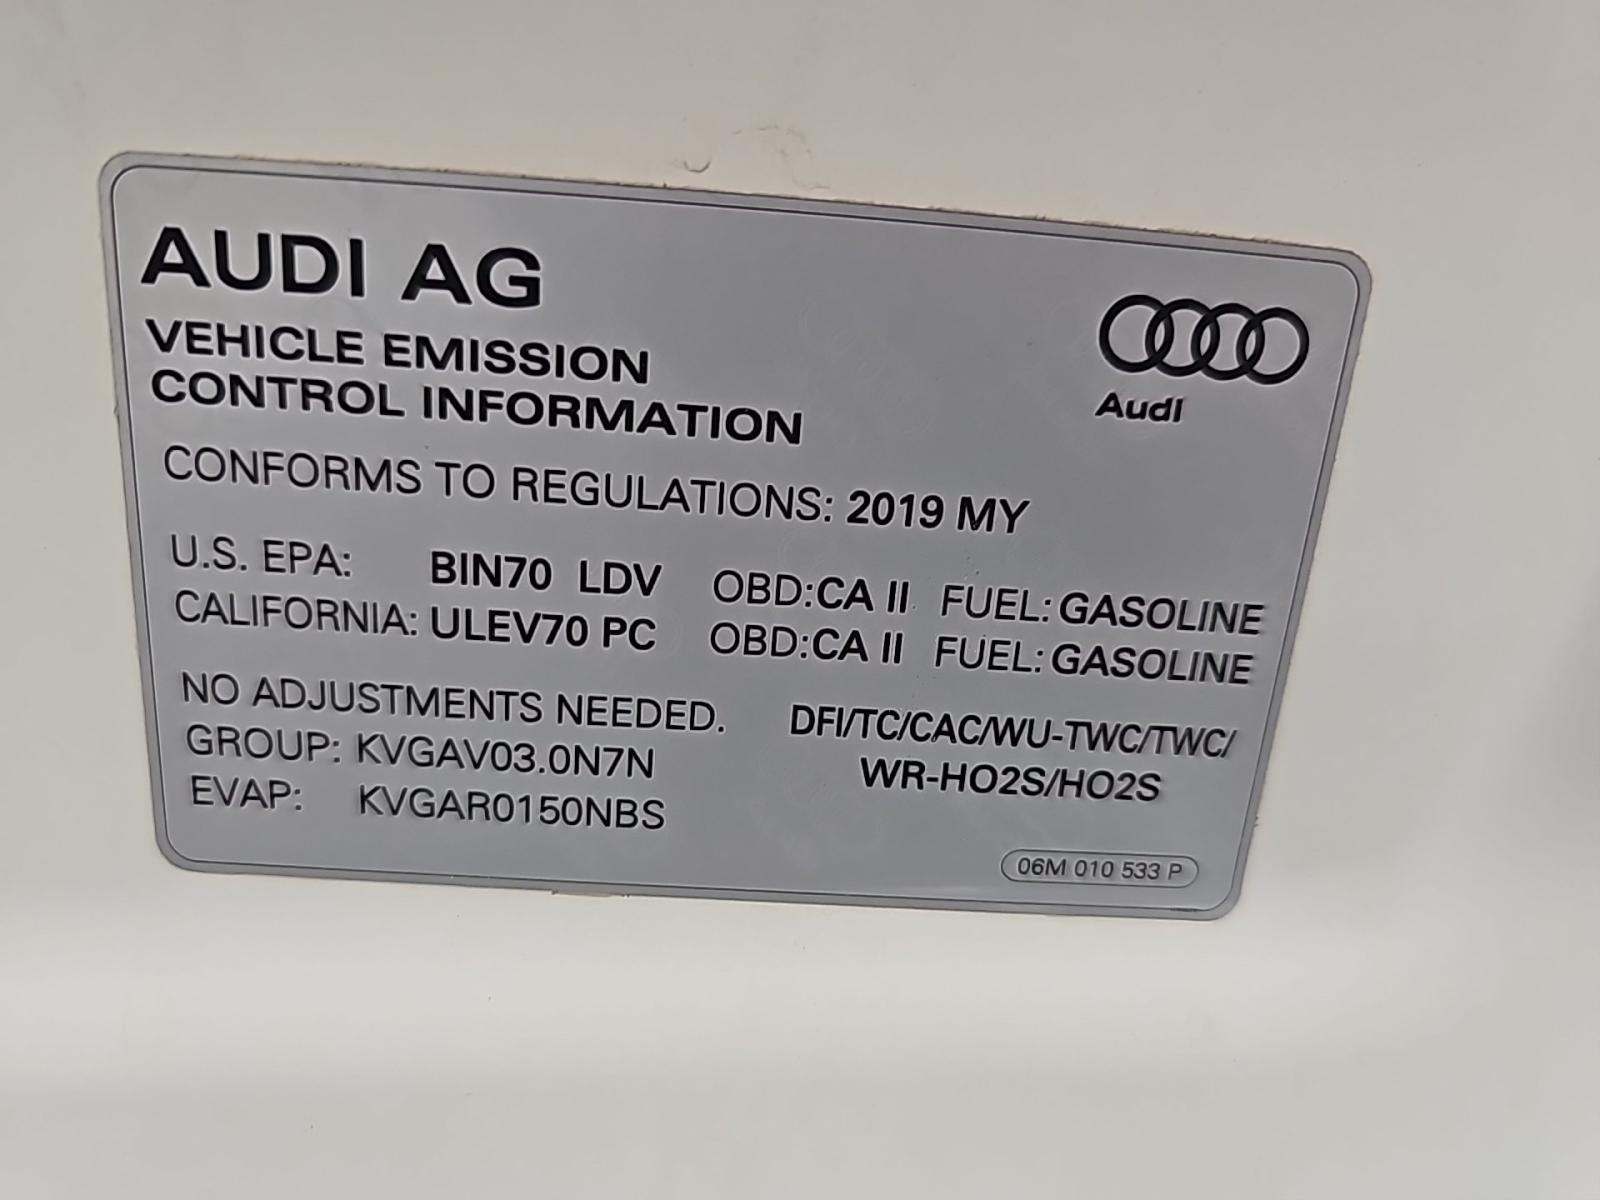 AUDI AG
VEHICLE EMISSION
CONTROL INFORMATION
Audi
CONFORMS TO REGULATIONS: 2019 MY
U.S. EPA: BIN70 LDV OBD:CA II FUEL: GASOLINE
CALIFORNIA: ULEV70 PC OBD:CA II FUEL: GASOLINE
NO ADJUSTMENTS NEEDED. DFI/TC/CAC/WU-TWC/TWC/
GROUP: KVGAV03.0N7N WR-HO2S/HO2S
EVAP: KVGAR0150NBS
06M 010 533 P